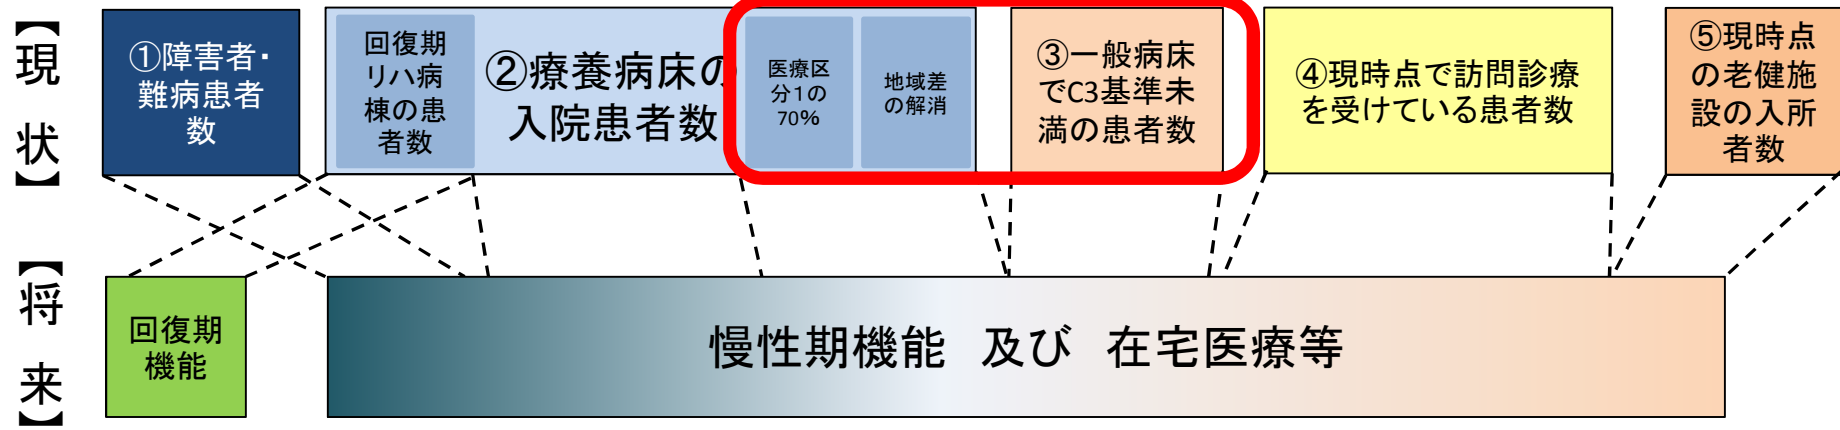 【現状】
①障害者・
難病患者
数
回復期
リハ病
棟の患
者数
②療養病床の
入院患者数
医療区
分1の
70%
地域差
の解消
③一般病床
でC3基準未
満の患者数
④現時点で訪問診療
を受けている患者数
⑤現時点
の老健施
設の入所
者数
【将来】
回復期
機能
慢性期機能 及び 在宅医療等